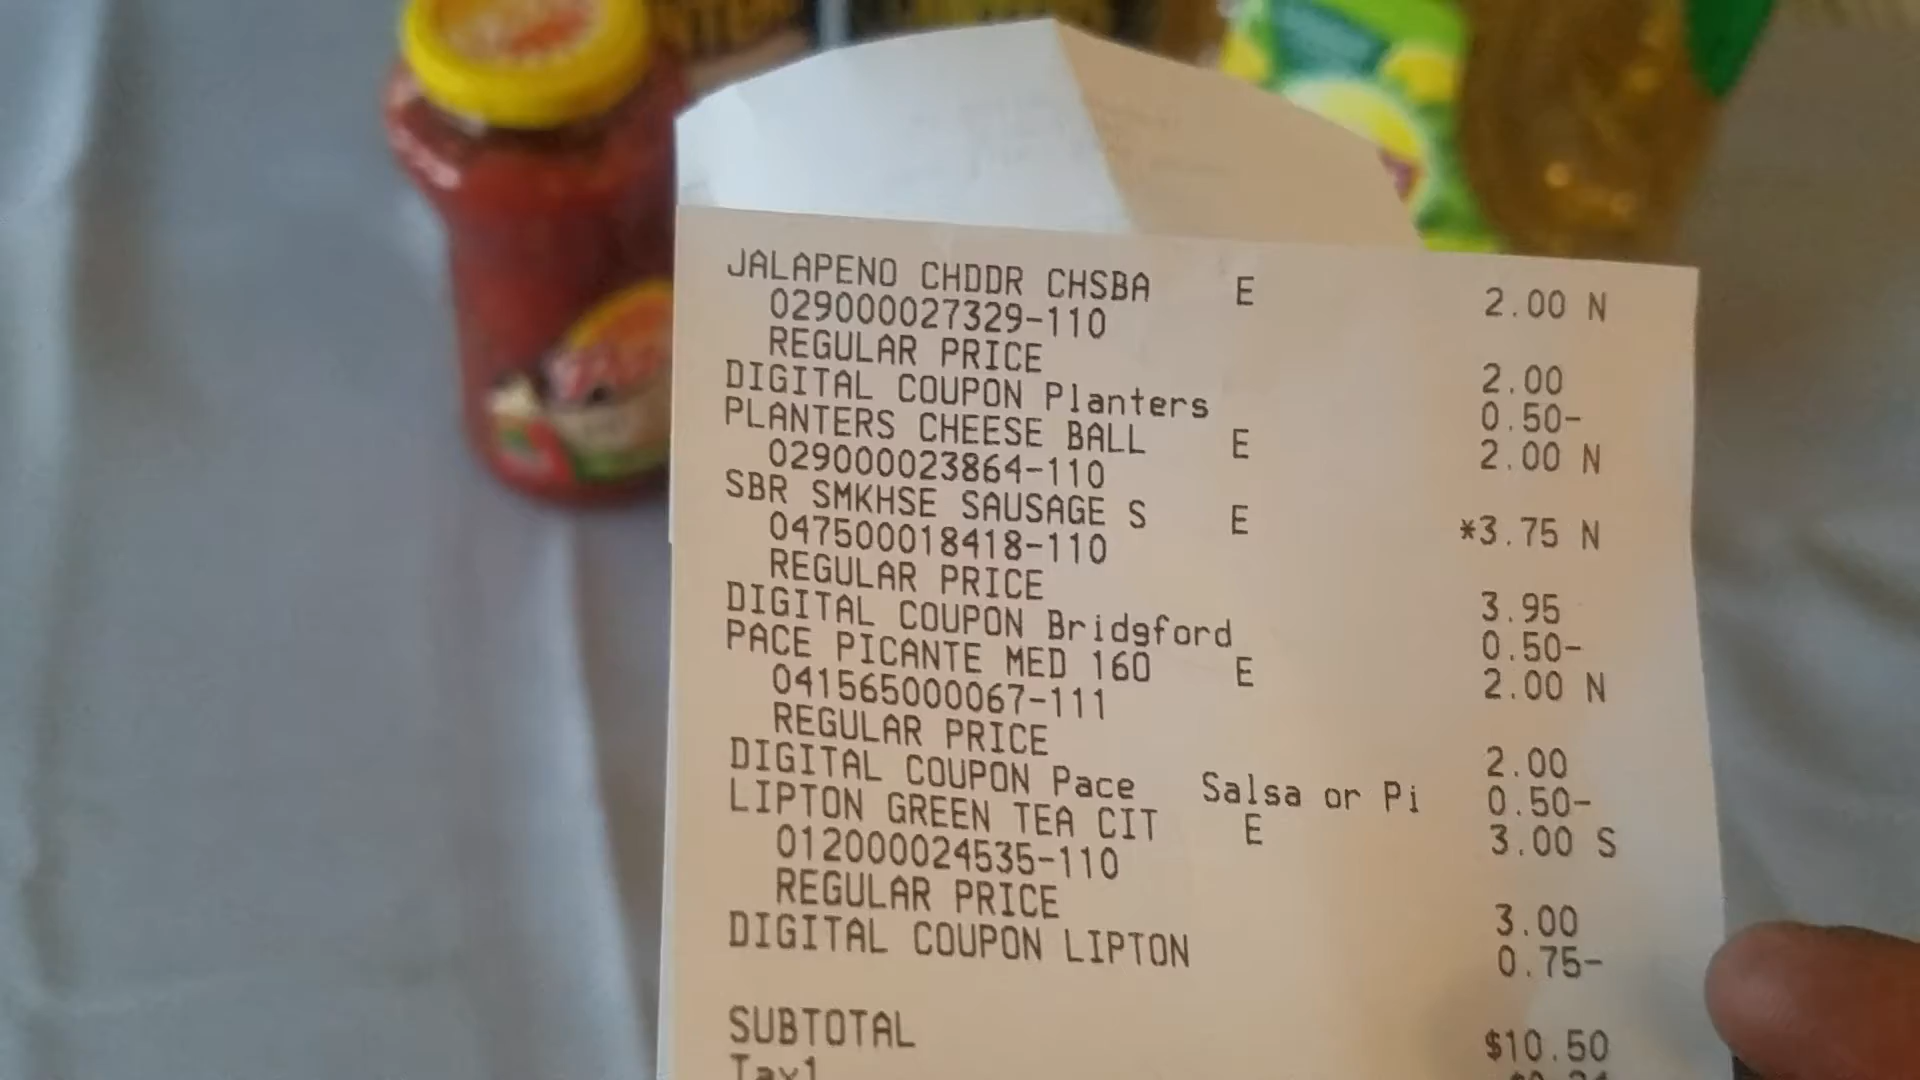 JALAPENO CHDDR CHSBA E 2.00 N
029000027329-110
REGULAR PRICE 2.00
DIGITAL COUPON Planters 0.50-
PLANTERS CHEESE BALL E 2.00 N
029000023864-110
SBR SMKHSE SAUSAGE S E *3.75 N
047500018418-110
REGULAR PRICE 3.95
DIGITAL COUPON Bridgford 0.50-
PACE PICANTE MED 160 E 2.00 N
041565000067-111
REGULAR PRICE 2.00
DIGITAL COUPON Pace Salsa or Pi 0.50-
LIPTON GREEN TEA CIT E 3.00 S
012000024535-110
REGULAR PRICE 3.00
DIGITAL COUPON LIPTON 0.75-
SUBTOTAL $10.50
Tax1